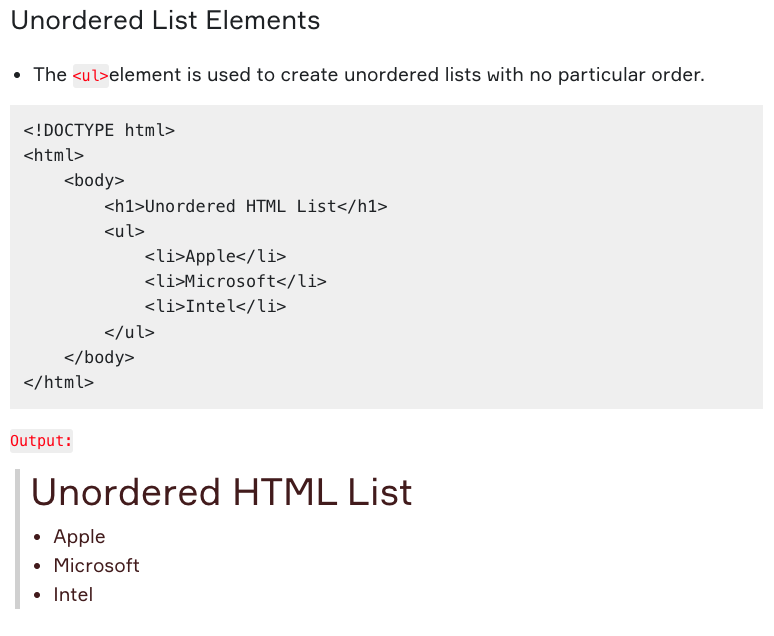 Unordered List Elements
• The <ul>element is used to create unordered lists with no particular order.
<!DOCTYPE html>
<html>
    <body>
        <h1>Unordered HTML List</h1>
        <ul>
            <li>Apple</li>
            <li>Microsoft</li>
            <li>Intel</li>
        </ul>
    </body>
</html>
Output:
Unordered HTML List
• Apple
• Microsoft
• Intel